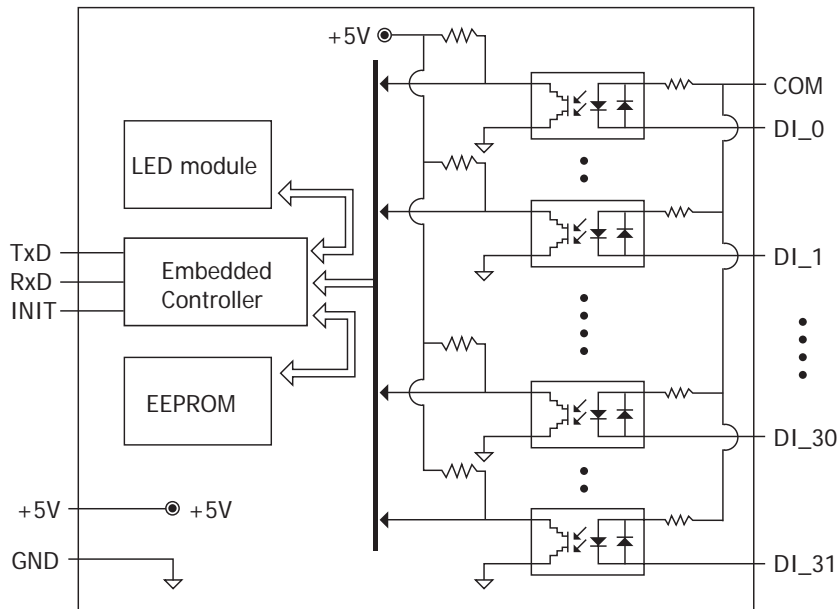 +5V
COM
DI_0
LED module
TxD
RxD
INIT
Embedded
Controller
DI_1
EEPROM
DI_30
+5V
+5V
GND
DI_31